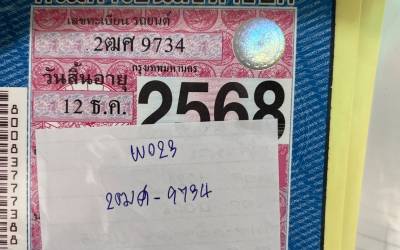 เลขทะเบียน รถยนต์
2ฒศ 9734
กรุงเทพมหานคร
วันสิ้นอายุ
12 ธ.ค.
2568
W023
2ฒศ-9734